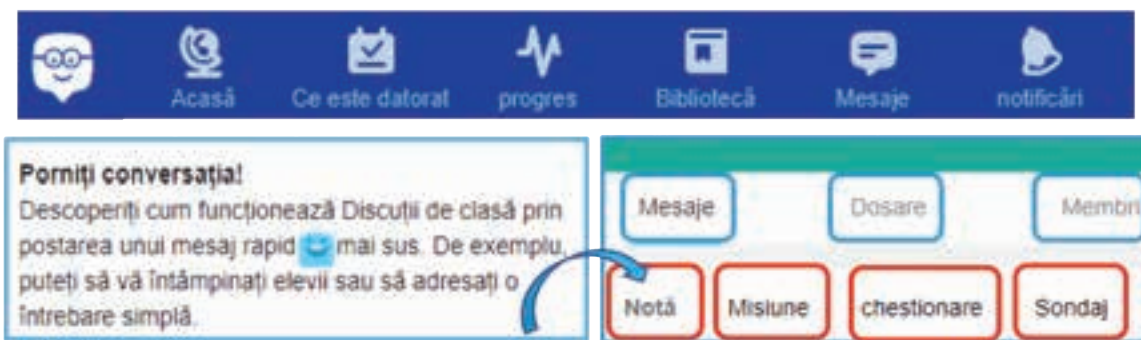 Acasă Ce este datorat progres Bibliotecă Mesaje notificări
Porniți conversația!
Descoperiți cum funcționează Discuții de clasă prin
postarea unui mesaj rapid mai sus. De exemplu,
puteți să vă întâmpinați elevii sau să adresați o
întrebare simplă.
Mesaje Dosare Membri
Notă Misiune chestionare Sondaj